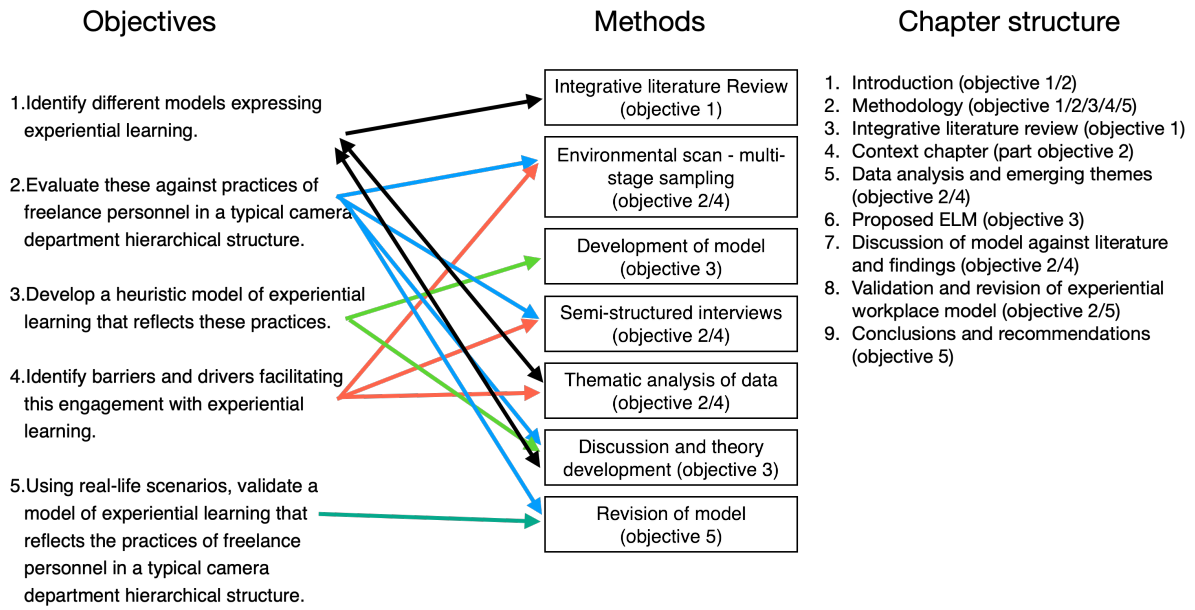 Objectives
1.Identify different models expressing
experiential learning.
2.Evaluate these against practices of
freelance personnel in a typical camera
department hierarchical structure.
3.Develop a heuristic model of experiential
learning that reflects these practices.
4.Identify barriers and drivers facilitating
this engagement with experiential
learning.
5.Using real-life scenarios, validate a
model of experiential learning that
reflects the practices of freelance
personnel in a typical camera
department hierarchical structure.
Methods
Integrative literature Review
(objective 1)
Environmental scan - multi-
stage sampling
(objective 2/4)
Development of model
(objective 3)
Semi-structured interviews
(objective 2/4)
Thematic analysis of data
(objective 2/4)
Discussion and theory
development (objective 3)
Revision of model
(objective 5)
Chapter structure
1. Introduction (objective 1/2)
2. Methodology (objective 1/2/3/4/5)
3. Integrative literature review (objective 1)
4. Context chapter (part objective 2)
5. Data analysis and emerging themes
(objective 2/4)
6. Proposed ELM (objective 3)
7. Discussion of model against literature
and findings (objective 2/4)
8. Validation and revision of experiential
workplace model (objective 2/5)
9. Conclusions and recommendations
(objective 5)